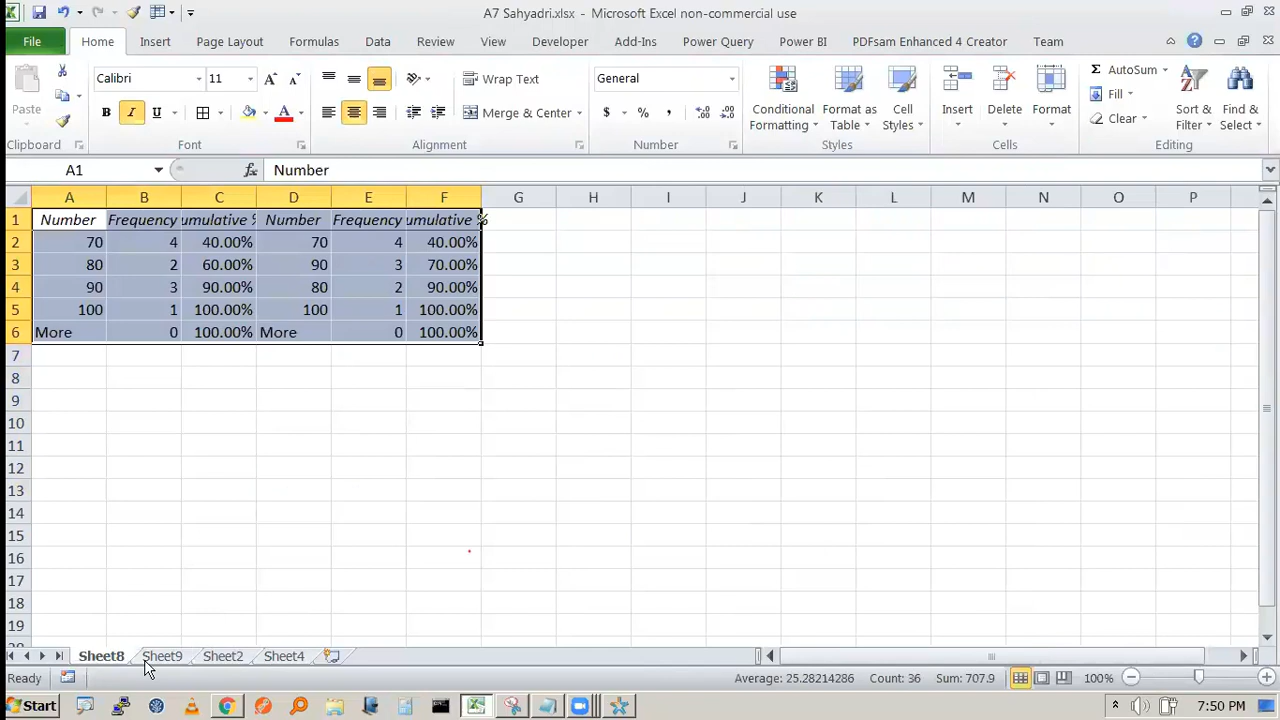 A7 Sahyadri.xlsx - Microsoft Excel non-commercial use
File Home Insert Page Layout Formulas Data Review View Developer Add-Ins Power Query Power BI PDFsam Enhanced 4 Creator Team
Paste Calibri 11 Wrap Text General Conditional Formatting Format as Table Cell Styles Insert Delete Format AutoSum Sort & Filter Find & Select
B I U Merge & Center $ % , Fill
Clear
Clipboard Font Alignment Number Styles Cells Editing
A1 fx Number
A B C D E F G H I J K L M N O P
1 Number Frequency umulative % Number Frequency umulative %
2 70 4 40.00% 70 4 40.00%
3 80 2 60.00% 90 3 70.00%
4 90 3 90.00% 80 2 90.00%
5 100 1 100.00% 100 1 100.00%
6 More 0 100.00% More 0 100.00%
7
8
9
10
11
12
13
14
15
16
17
18
19
Sheet8 Sheet9 Sheet2 Sheet4
Ready Average: 25.28214286 Count: 36 Sum: 707.9 100%
Start 7:50 PM